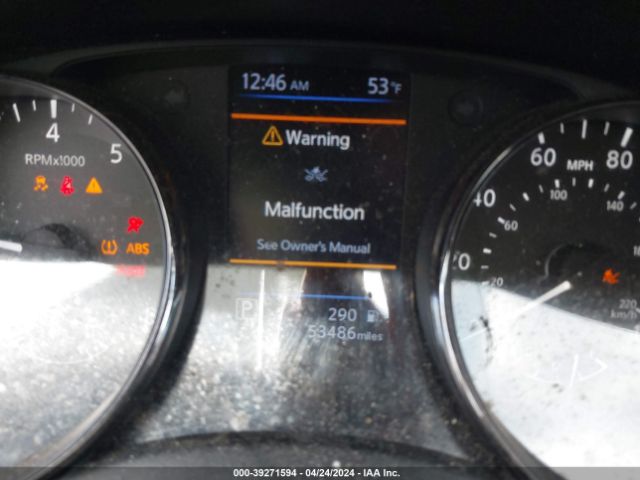 12:46 AM 53°F
Warning
4
5
RPMx1000
60
80
MPH
100
140
40
60
Malfunction
ABS
See Owner's Manual
20
20
220
km/h
P
290
53486 miles
000-39271594 - 04/24/2024 - IAA Inc.